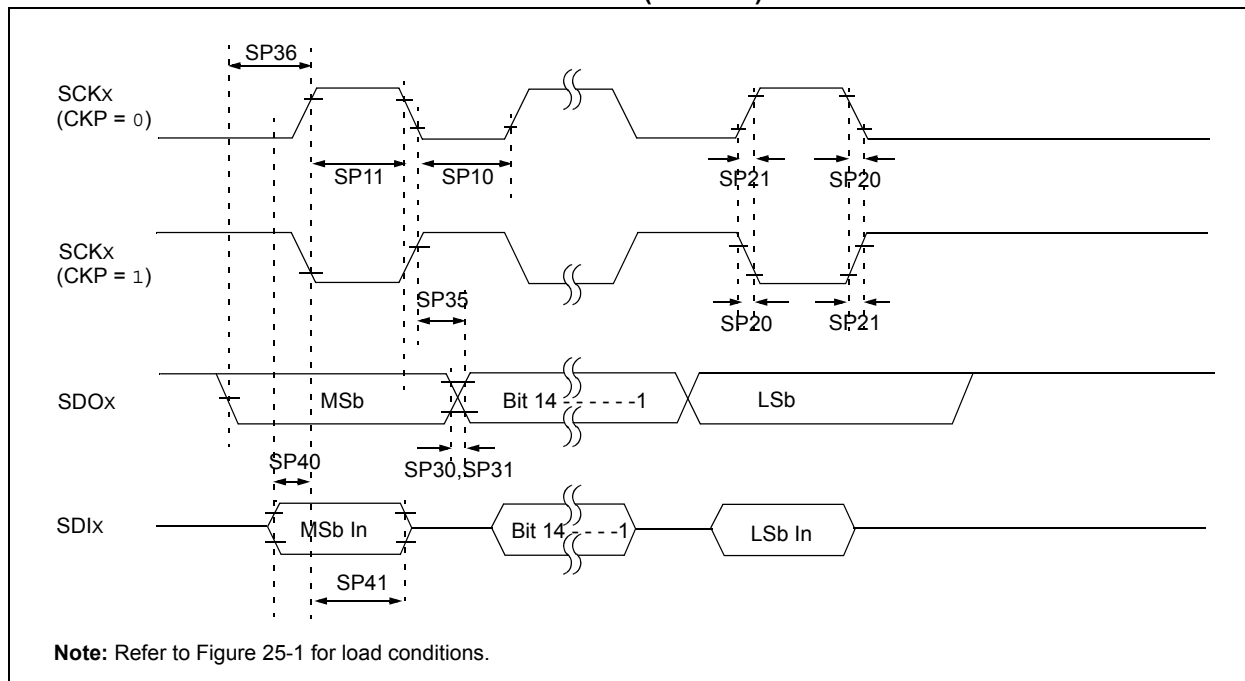 SP36
SCKx
(CKP = 0)
SP11
SP10
SP21
SP20
SCKx
(CKP = 1)
SP35
SP20
SP21
SDOx
MSb
Bit 14 - - - - - -1
LSb
SP40
SP30,SP31
SDIx
MSb In
Bit 14 - - - -1
LSb In
SP41
Note: Refer to Figure 25-1 for load conditions.